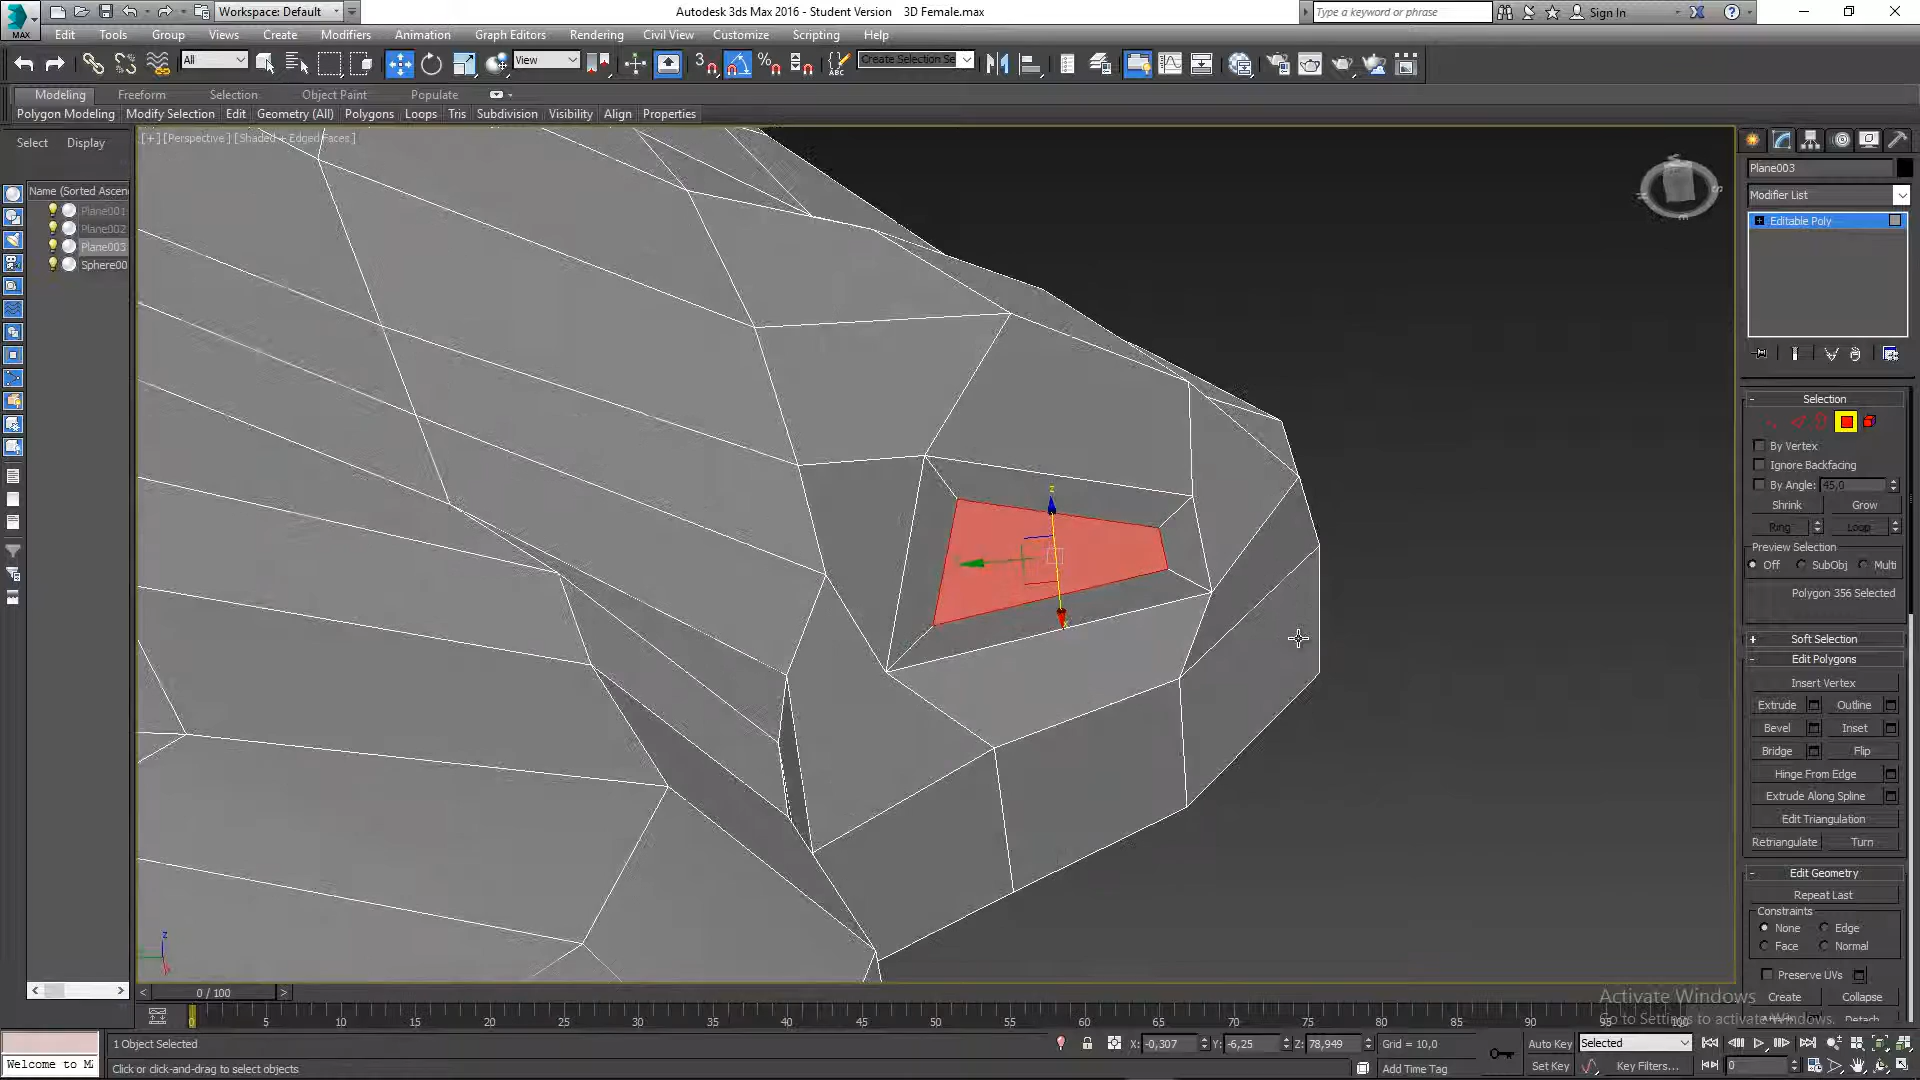 Workspace: Default
Autodesk 3ds Max 2016 - Student Version 3D Female.max
Type a keyword or phrase
Sign In
MAX
Edit Tools Group Views Create Modifiers Animation Graph Editors Rendering Civil View Customize Scripting Help
All
View
3
ABC
Create Selection Se
Modeling Freeform Selection Object Paint Populate
Polygon Modeling Modify Selection Edit Geometry (All) Polygons Loops Tris Subdivision Visibility Align Properties
Select Display
[+] [Perspective] [Shaded + Edged Faces]
Name (Sorted Ascen
Plane001
Plane002
Plane003
Sphere00
Plane003
Modifier List
Editable Poly
Selection
By Vertex
Ignore Backfacing
By Angle: 45,0
Shrink Grow
Ring Loop
Preview Selection
Off SubObj Multi
Polygon 356 Selected
Soft Selection
Edit Polygons
Insert Vertex
Extrude Outline
Bevel Inset
Bridge Flip
Hinge From Edge
Extrude Along Spline
Edit Triangulation
Retriangulate Turn
Edit Geometry
Repeat Last
Constraints
None Edge
Face Normal
Preserve UVs
Create Collapse
Detach
z
z
0 / 100
Activate Windows
Go to Settings to activate Windows.
0 5 10 15 20 25 30 35 40 45 50 55 60 65 70 75 80 85 90 95 100
1 Object Selected
X: -0,307 Y: -6,25 Z: 78,949 Grid = 10,0
Auto Key Selected
Welcome to M
Click or click-and-drag to select objects
Add Time Tag
Set Key Key Filters... 0